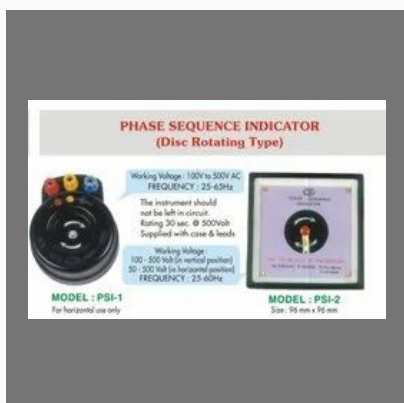 PHASE SEQUENCE INDICATOR
(Disc Rotating Type)
Working Voltage : 100V to 500V AC
FREQUENCY : 25-65Hz
The instrument should
not be left in circuit.
Rating 30 sec. @ 500Volt
Supplied with case & leads
Working Voltage :
100 - 500 Volt (in vertical position)
50 - 500 Volt (in horizontal position)
FREQUENCY : 25-60Hz
MODEL : PSI-1
For horizontal use only
PHASE SEQUENCE
INDICATOR
MODEL : PSI-2
Size : 96 mm x 96 mm